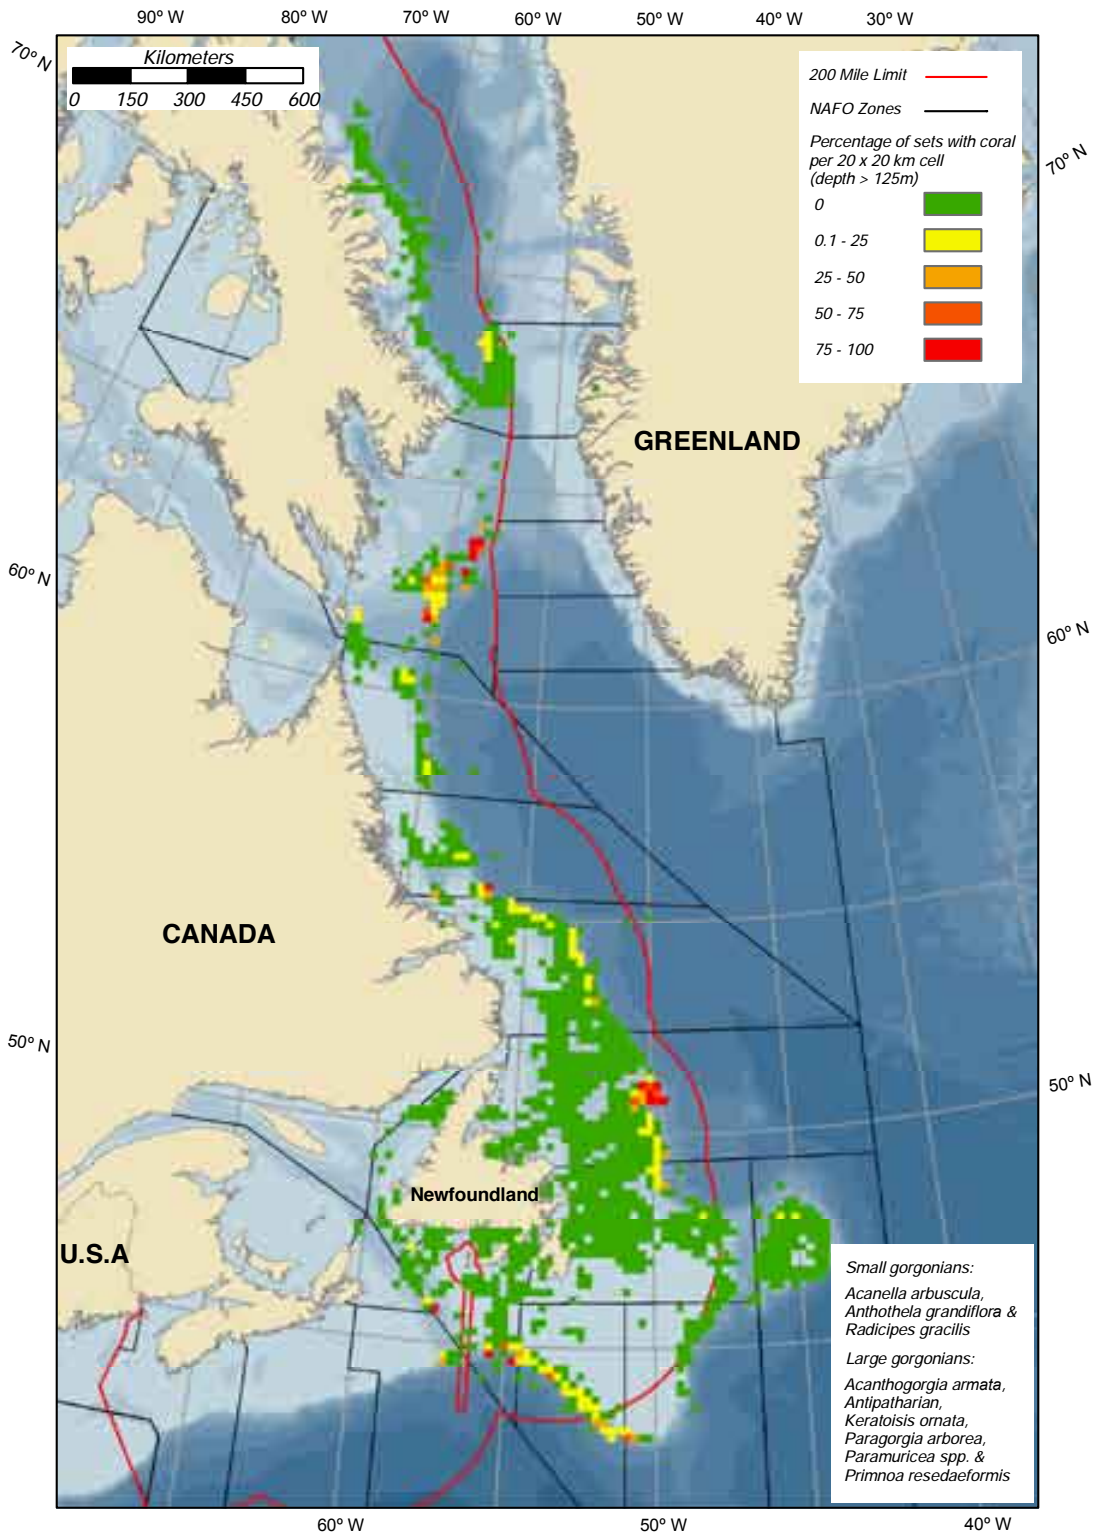 90° W 80° W 70° W 60° W 50° W 40° W 30° W
70° N
Kilometers
0 150 300 450 600
200 Mile Limit
NAFO Zones
Percentage of sets with coral
per 20 x 20 km cell
(depth > 125m)
0
0.1 - 25
25 - 50
50 - 75
75 - 100
70° N
GREENLAND
60° N
60° N
CANADA
50° N
50° N
Newfoundland
U.S.A
Small gorgonians:
Acanella arbuscula,
Anthothela grandiflora &
Radicipes gracilis
Large gorgonians:
Acanthogorgia armata,
Antipatharian,
Keratoisis ornata,
Paragorgia arborea,
Paramuricea spp. &
Primnoa resedaeformis
60° W 50° W 40° W